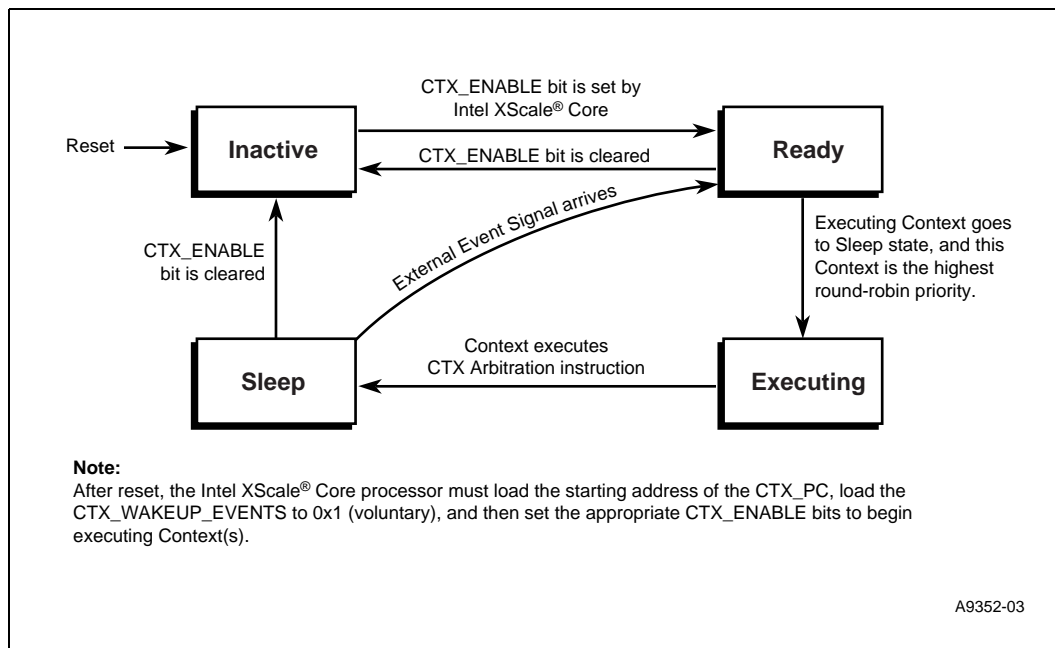 CTX_ENABLE bit is set by
Intel XScale® Core
Reset
Inactive
Ready
CTX_ENABLE bit is cleared
External Event Signal arrives
CTX_ENABLE
bit is cleared
Executing Context goes
to Sleep state, and this
Context is the highest
round-robin priority.
Sleep
Context executes
CTX Arbitration instruction
Executing
Note:
After reset, the Intel XScale® Core processor must load the starting address of the CTX_PC, load the
CTX_WAKEUP_EVENTS to 0x1 (voluntary), and then set the appropriate CTX_ENABLE bits to begin
executing Context(s).
A9352-03